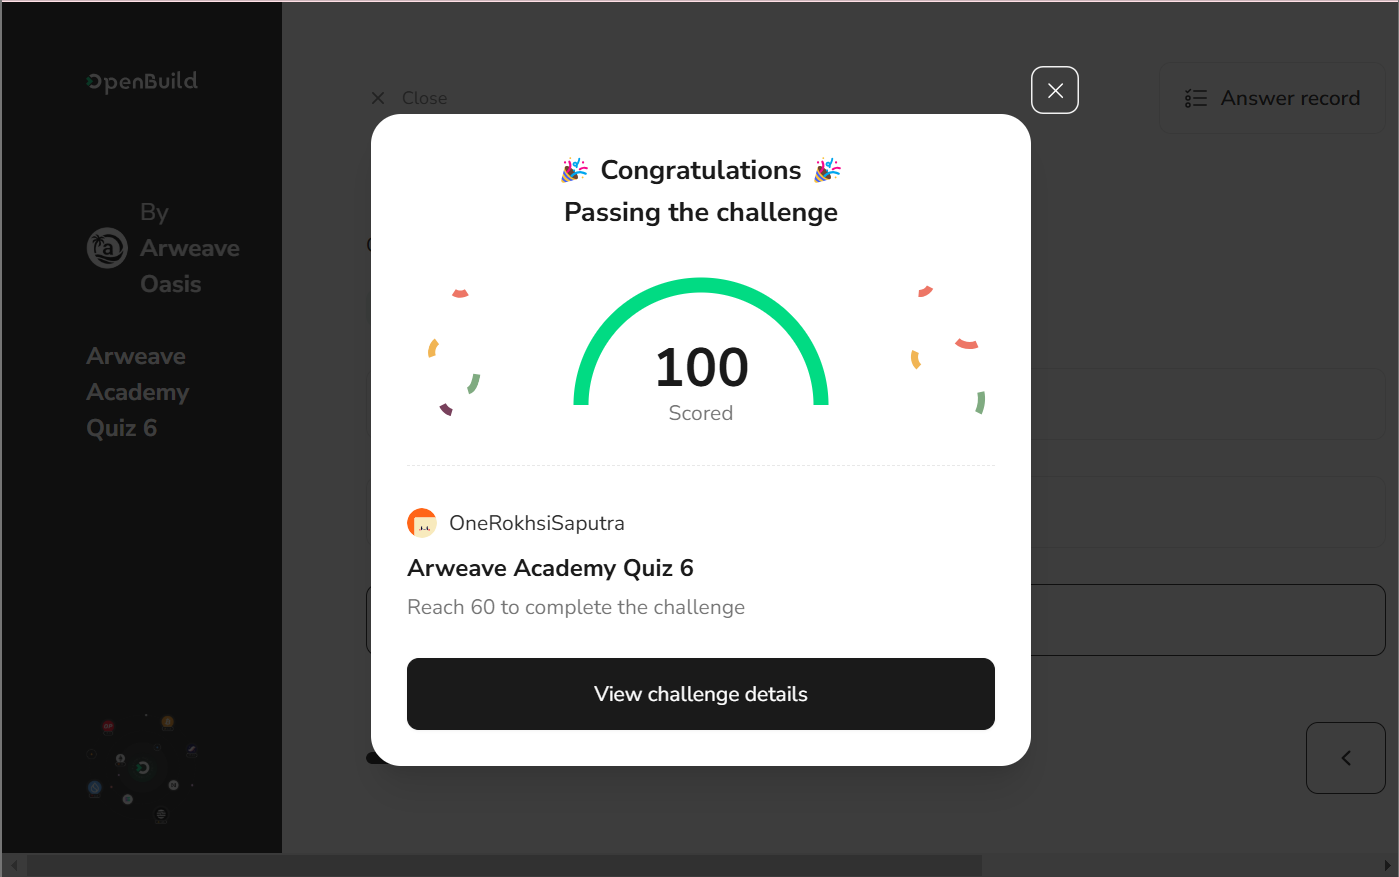 OpenBuild
By
Arweave
Oasis
Arweave
Academy
Quiz 6
Close
Answer record
Congratulations
Passing the challenge
100
Scored
OneRokhsiSaputra
Arweave Academy Quiz 6
Reach 60 to complete the challenge
View challenge details